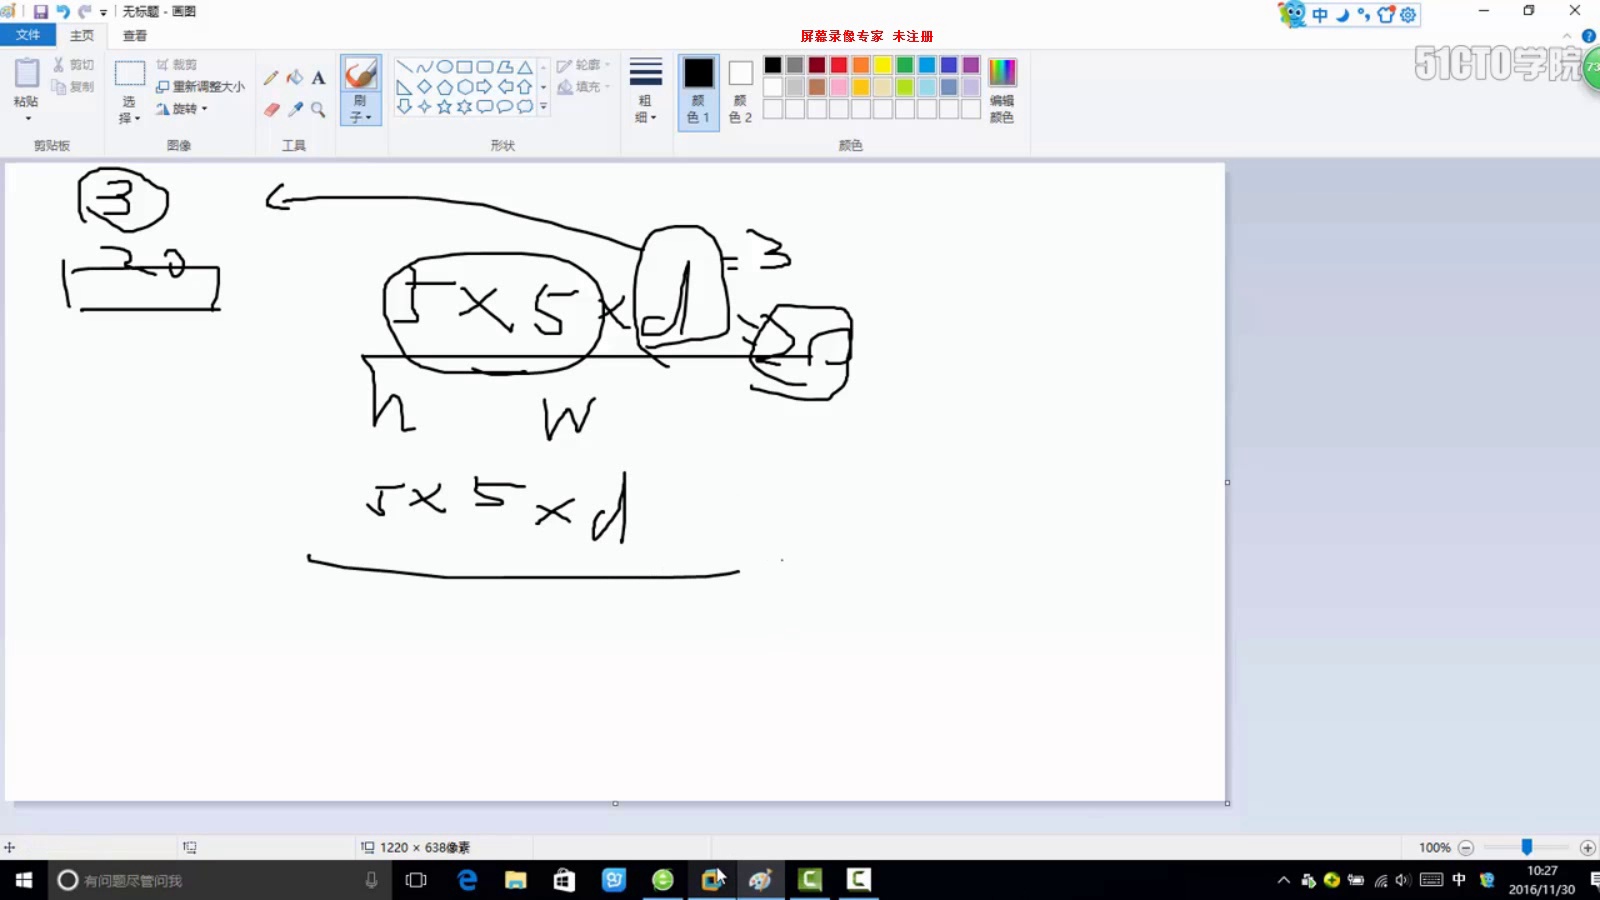 无标题 - 画图
中
文件
主页
查看
屏幕录像专家 未注册
51CTO学院
73
粘贴
剪切
复制
剪贴板
选择
裁剪
重新调整大小
旋转
图像
A
工具
刷子
轮廓
填充
形状
粗细
颜色 1
颜色 2
编辑颜色
颜色
3
30
5 × 5 × d = 3
h w
5 × 5 × d
1220 × 638像素
100%
有问题尽管问我
中
10:27
2016/11/30